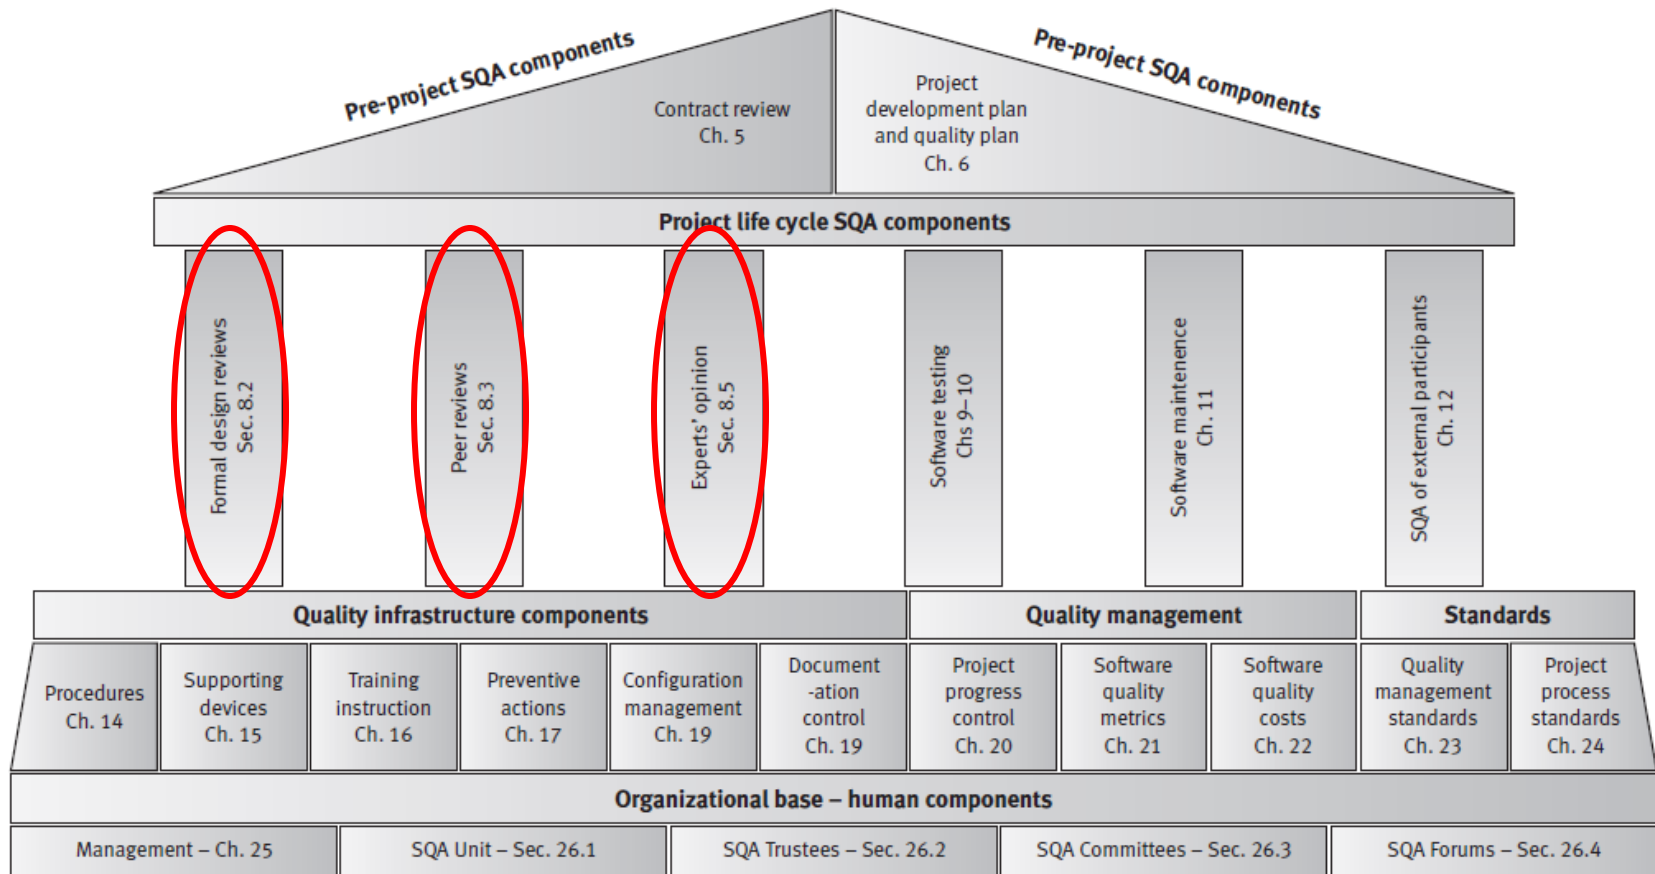 Pre-project SQA components
Pre-project SQA components
Contract review
Ch. 5
Project
development plan
and quality plan
Ch. 6
Project life cycle SQA components
Formal design reviews
Sec. 8.2
Peer reviews
Sec. 8.3
Experts’ opinion
Sec. 8.5
Software testing
Chs 9–10
Software maintenence
Ch. 11
SQA of external participants
Ch. 12
Quality infrastructure components
Quality management
Standards
Procedures
Ch. 14
Supporting
devices
Ch. 15
Training
instruction
Ch. 16
Preventive
actions
Ch. 17
Configuration
management
Ch. 19
Document
-ation
control
Ch. 19
Project
progress
control
Ch. 20
Software
quality
metrics
Ch. 21
Software
quality
costs
Ch. 22
Quality
management
standards
Ch. 23
Project
process
standards
Ch. 24
Organizational base – human components
Management – Ch. 25
SQA Unit – Sec. 26.1
SQA Trustees – Sec. 26.2
SQA Committees – Sec. 26.3
SQA Forums – Sec. 26.4